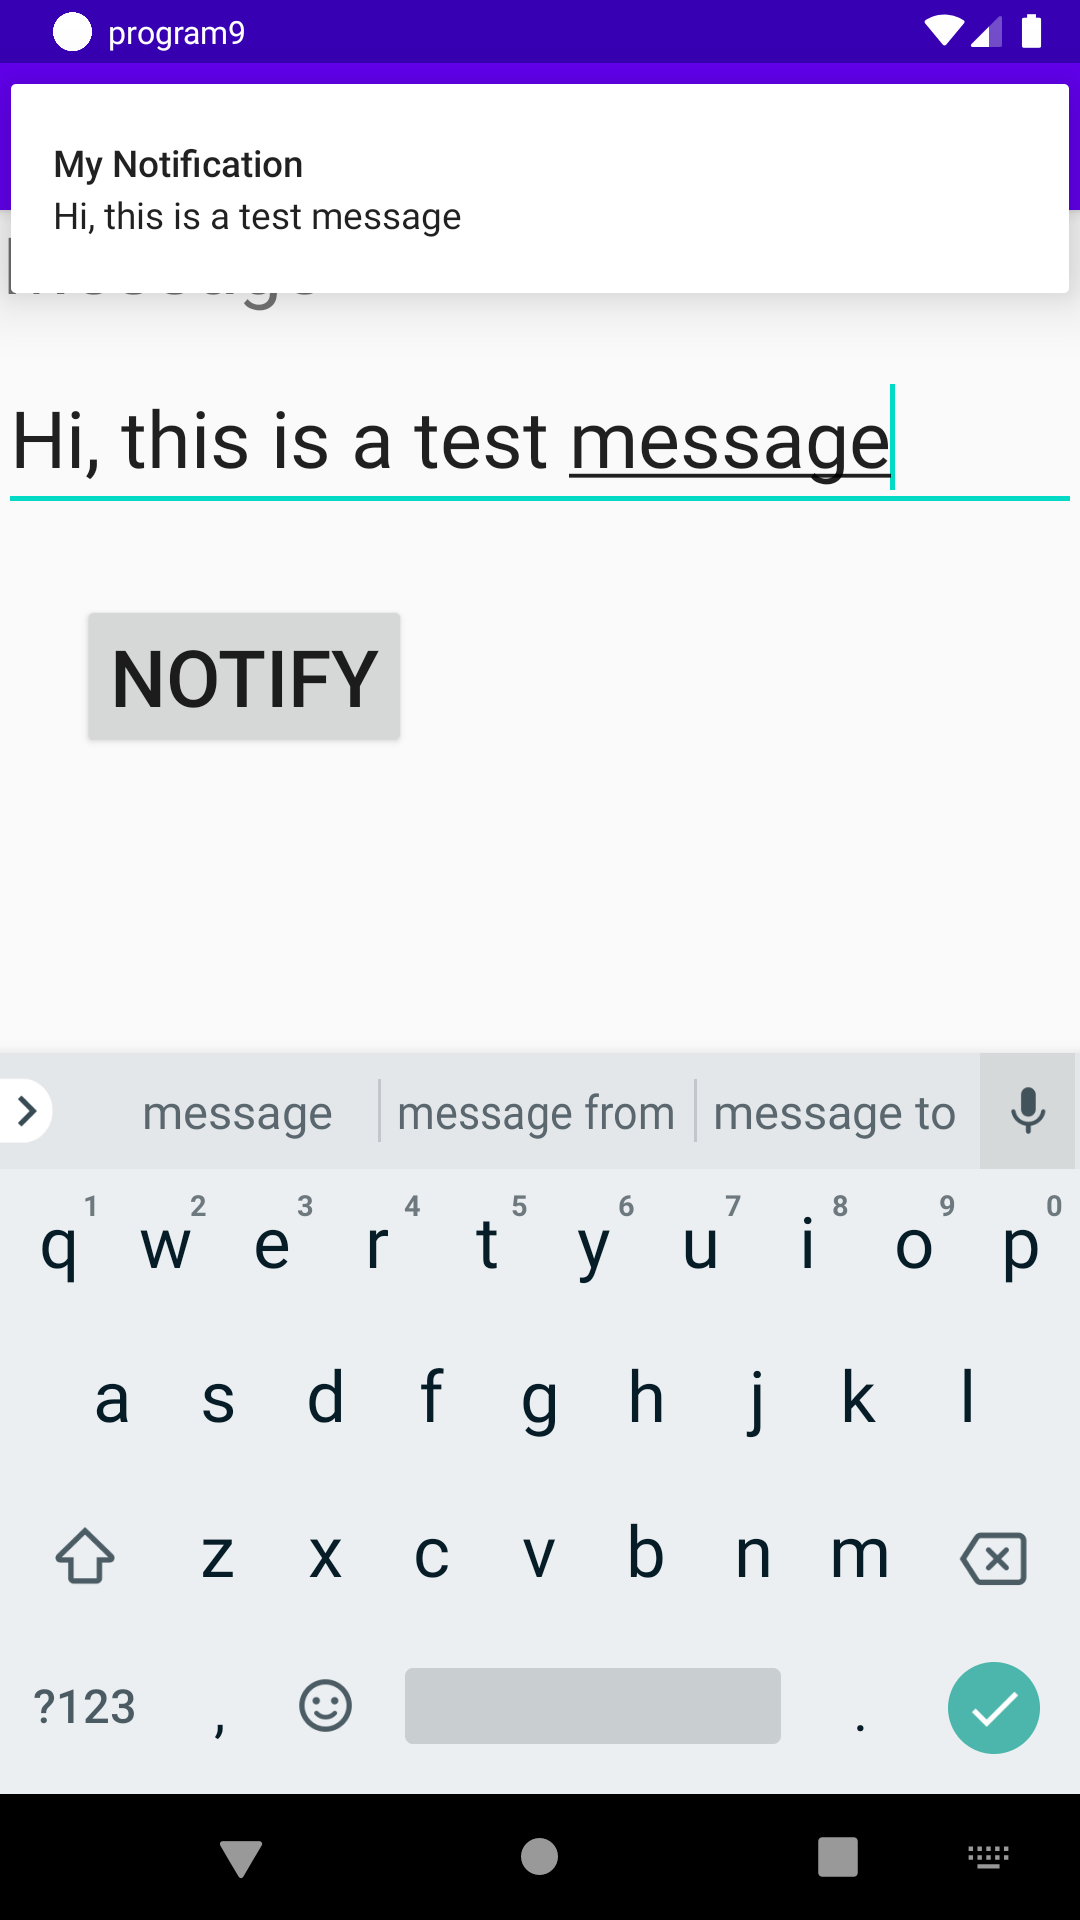 program9
My Notification
Hi, this is a test message
Hi, this is a test message
NOTIFY
message
message from
message to
1 2 3 4 5 6 7 8 9 0
q w e r t y u i o p
a s d f g h j k l
z x c v b n m
?123 , .